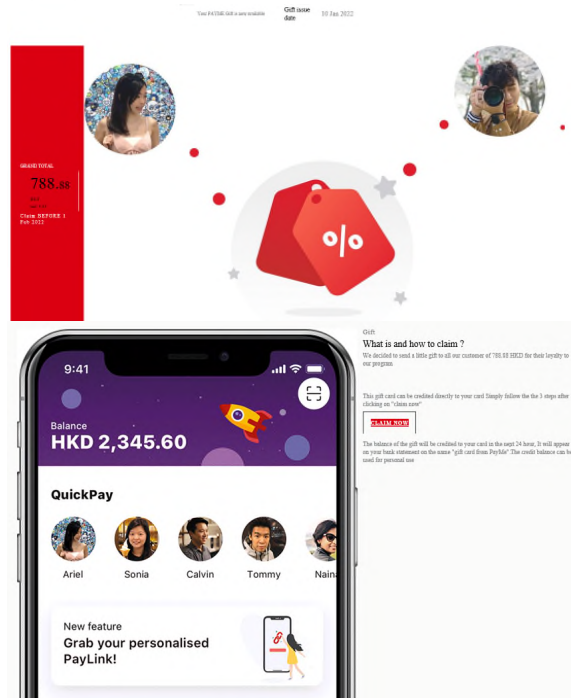 Your PAYME Gift is now available
Gift issue
date
10 Jan 2022
GRAND TOTAL
788.88
Claim BEFORE 1
Feb 2022
%
9:41
Balance
HKD 2,345.60
QuickPay
Ariel
Sonia
Calvin
Tommy
Naina
New feature
Grab your personalised
PayLink!
Gift
What is and how to claim ?
We decided to send a little gift to all our customer of 788,88 HKD for their loyalty to
our program
This gift card can be credited directly to your card Simply follow the the 3 steps after
clicking on "claim now"
CLAIM NOW
The balance of the gift will be credited to your card in the next 24 hour, It will appear
on your bank statement on the name "gift card from Paylife" The credit balance can be
used for personal use